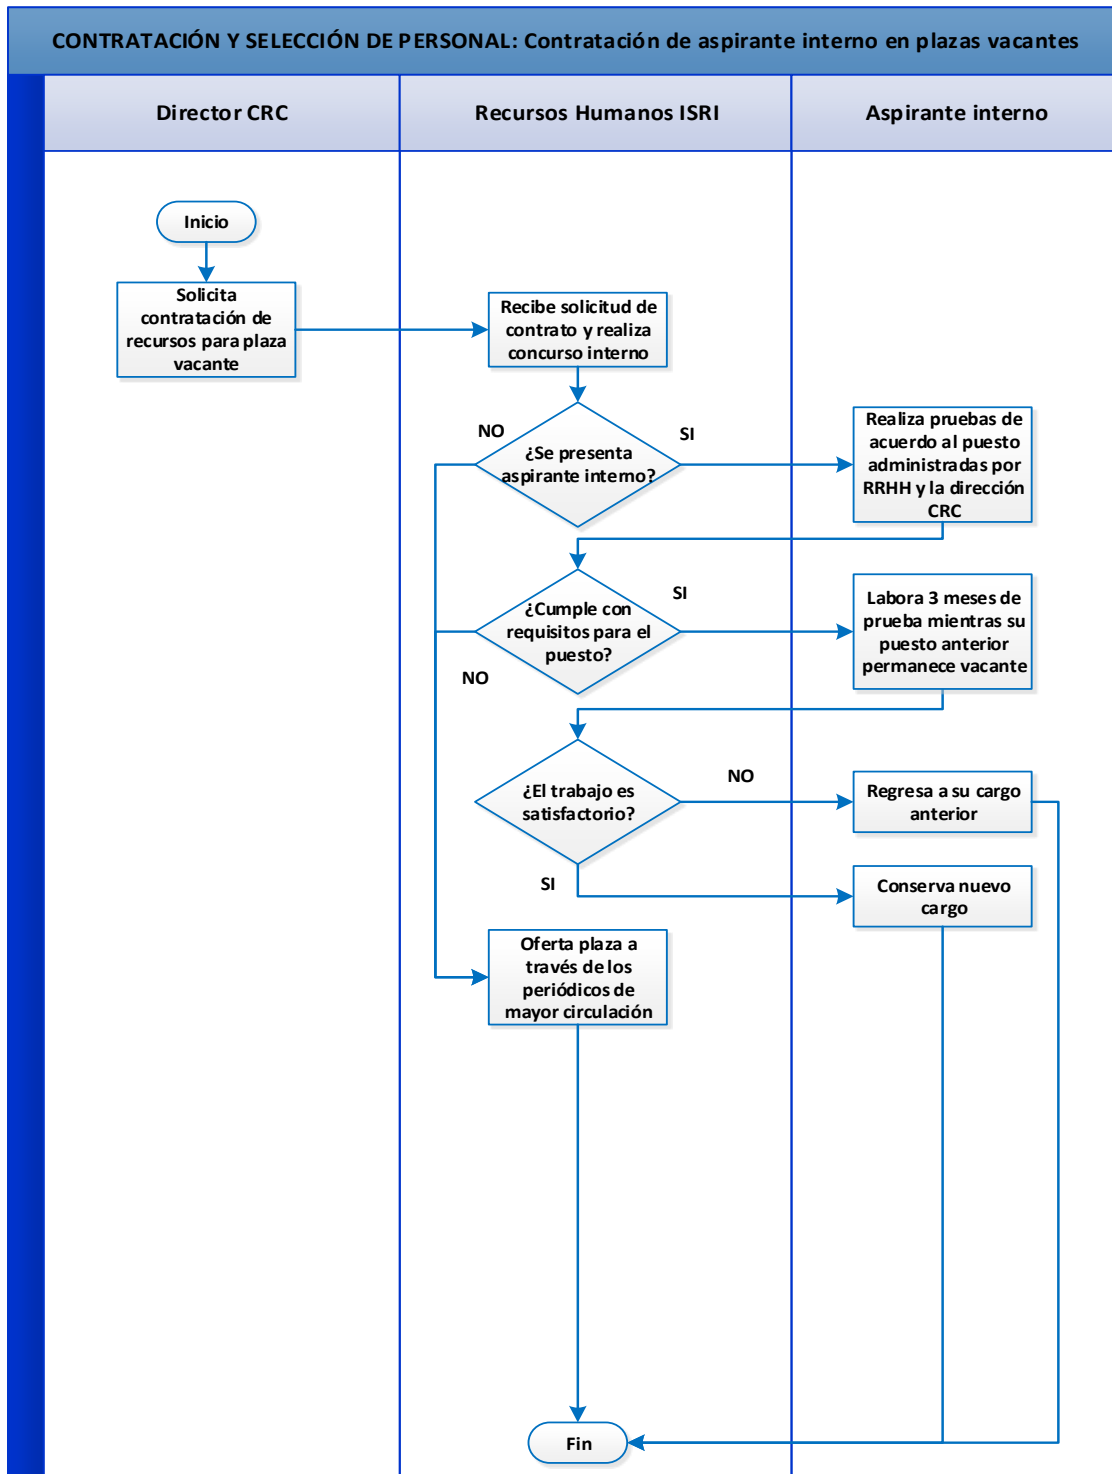 CONTRATACIÓN Y SELECCIÓN DE PERSONAL: Contratación de aspirante interno en plazas vacantes
Director CRC
Recursos Humanos ISRI
Aspirante interno
Inicio
Solicita
contratación de
recursos para plaza
vacante
Recibe solicitud de
contrato y realiza
concurso interno
NO
¿Se presenta
aspirante interno?
SI
Realiza pruebas de
acuerdo al puesto
administradas por
RRHH y la dirección
CRC
¿Cumple con
requisitos para el
puesto?
SI
NO
Labora 3 meses de
prueba mientras su
puesto anterior
permanece vacante
¿El trabajo es
satisfactorio?
NO
Regresa a su cargo
anterior
SI
Conserva nuevo
cargo
Oferta plaza a
través de los
periódicos de
mayor circulación
Fin